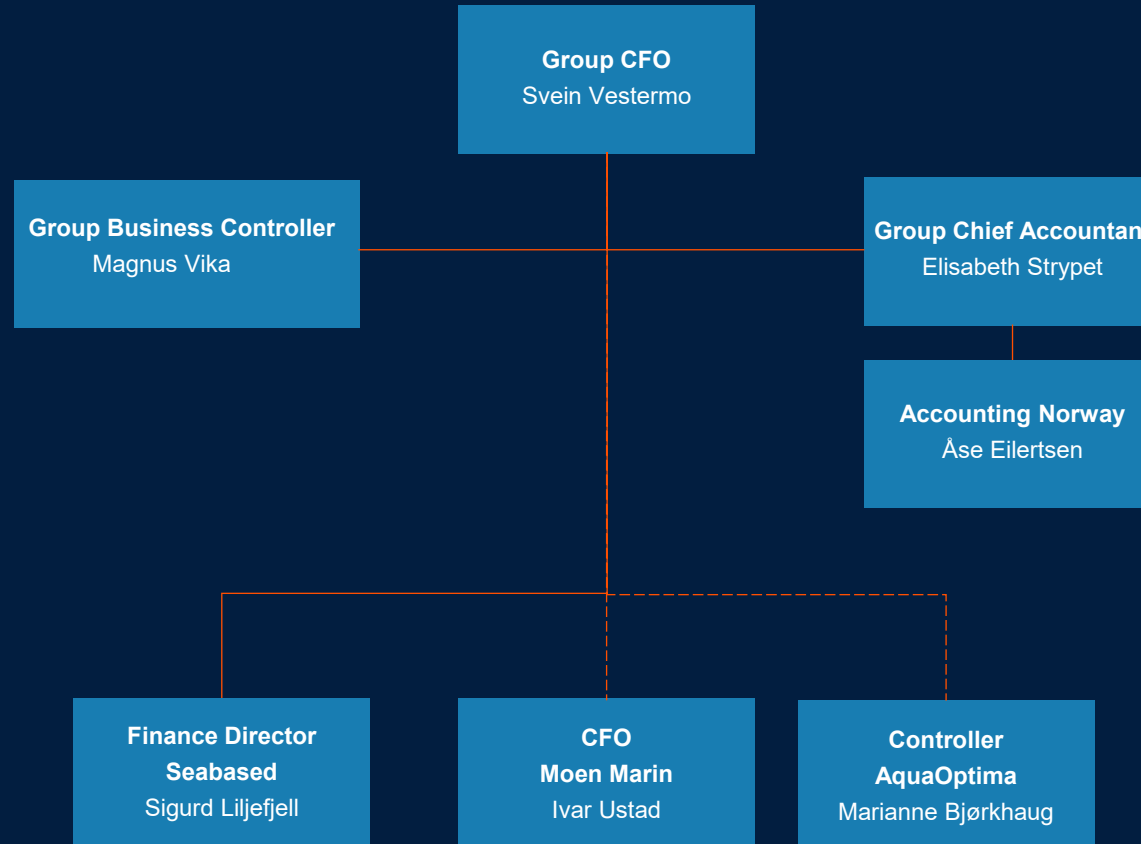 Group CFO
Svein Vestermo
Group Business Controller
Magnus Vika
Group Chief Accountan
Elisabeth Strypet
Accounting Norway
Åse Eilertsen
Finance Director
Seabased
Sigurd Liljefjell
CFO
Moen Marin
Ivar Ustad
Controller
AquaOptima
Marianne Bjørkhaug